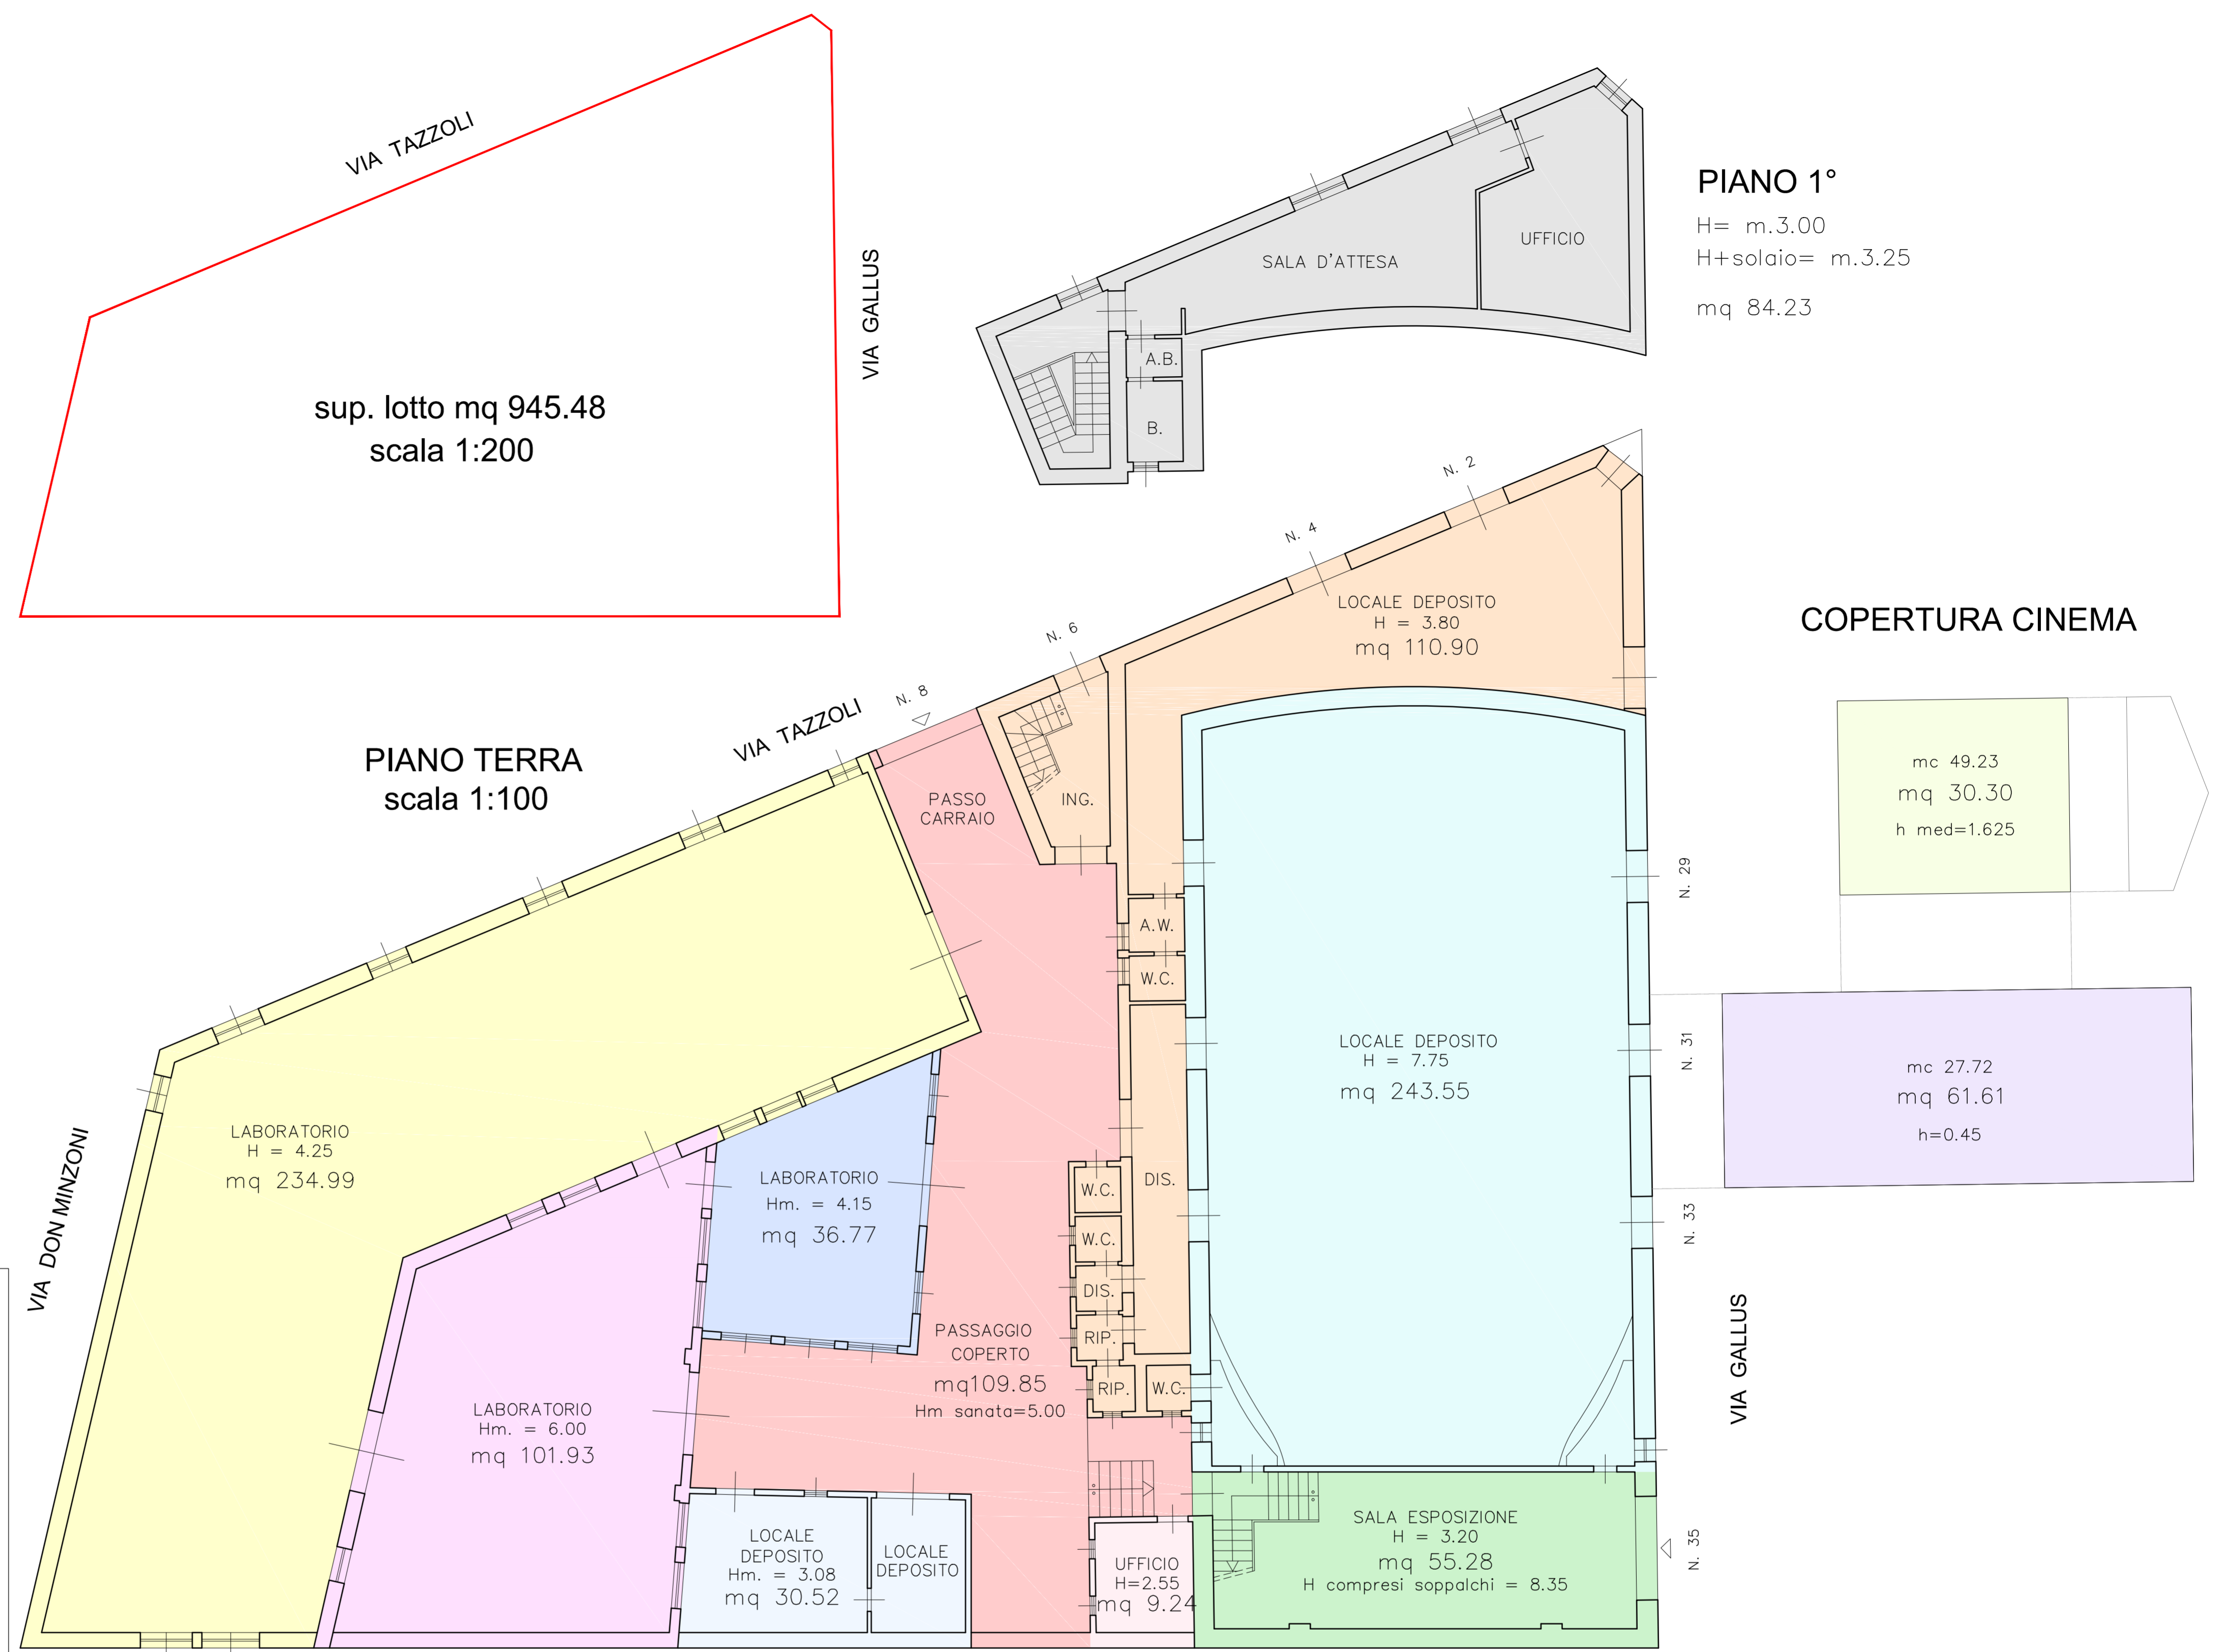 VIA TAZZOLI
sup. lotto mq 945.48
scala 1:200
VIA GALLUS
SALA D'ATTESA
UFFICIO
A.B.
B.
PIANO 1°
H= m.3.00
H+solaio= m.3.25
mq 84.23
PIANO TERRA
scala 1:100
VIA TAZZOLI
N. 8
N. 6
N. 4
N. 2
LOCALE DEPOSITO
H = 3.80
mq 110.90
PASSO
CARRAIO
ING.
A.W.
W.C.
COPERTURA CINEMA
mc 49.23
mq 30.30
h med=1.625
mc 27.72
mq 61.61
h=0.45
N. 29
N. 31
N. 33
VIA GALLUS
N. 35
LOCALE DEPOSITO
H = 7.75
mq 243.55
VIA DON MINZONI
LABORATORIO
H = 4.25
mq 234.99
LABORATORIO
Hm. = 4.15
mq 36.77
DIS.
W.C.
W.C.
DIS.
RIP.
RIP.
W.C.
PASSAGGIO
COPERTO
mq109.85
Hm sanata=5.00
LABORATORIO
Hm. = 6.00
mq 101.93
LOCALE
DEPOSITO
Hm. = 3.08
mq 30.52
LOCALE
DEPOSITO
UFFICIO
H=2.55
mq 9.24
SALA ESPOSIZIONE
H = 3.20
mq 55.28
H compresi soppalchi = 8.35